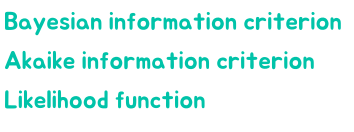 Bayesian information criterion
Akaike information criterion
Likelihood function